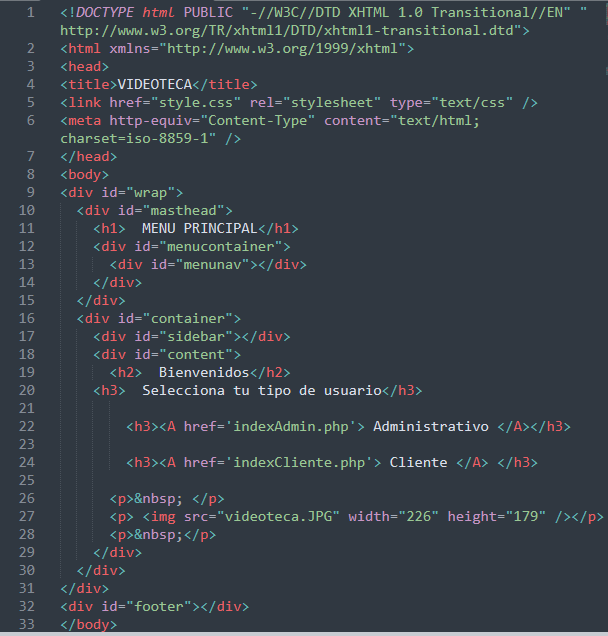 1 <!DOCTYPE html PUBLIC "-//W3C//DTD XHTML 1.0 Transitional//EN" "
http://www.w3.org/TR/xhtml1/DTD/xhtml1-transitional.dtd">
2 <html xmlns="http://www.w3.org/1999/xhtml">
3 <head>
4 <title>VIDEOTECA</title>
5 <link href="style.css" rel="stylesheet" type="text/css" />
6 <meta http-equiv="Content-Type" content="text/html;
charset=iso-8859-1" />
7 </head>
8 <body>
9 <div id="wrap">
10 <div id="masthead">
11 <h1>  MENU PRINCIPAL</h1>
12 <div id="menucontainer">
13 <div id="menunav"></div>
14 </div>
15 </div>
16 <div id="container">
17 <div id="sidebar"></div>
18 <div id="content">
19 <h2>  Bienvenidos</h2>
20 <h3>  Selecciona tu tipo de usuario</h3>
21
22 <h3><A href='indexAdmin.php'> Administrativo </A></h3>
23
24 <h3><A href='indexCliente.php'> Cliente </A> </h3>
25
26 <p>&nbsp; </p>
27 <p> <img src="videoteca.JPG" width="226" height="179" /></p>
28 <p>&nbsp;</p>
29 </div>
30 </div>
31 </div>
32 <div id="footer"></div>
33 </body>